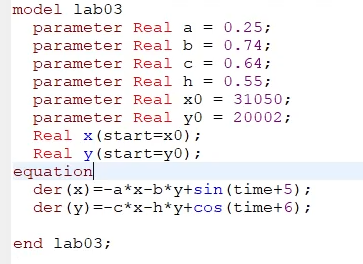 model lab03
  parameter Real a = 0.25;
  parameter Real b = 0.74;
  parameter Real c = 0.64;
  parameter Real h = 0.55;
  parameter Real x0 = 31050;
  parameter Real y0 = 20002;
  Real x(start=x0);
  Real y(start=y0);
equation
  der(x)=-a*x-b*y+sin(time+5);
  der(y)=-c*x-h*y+cos(time+6);
end lab03;